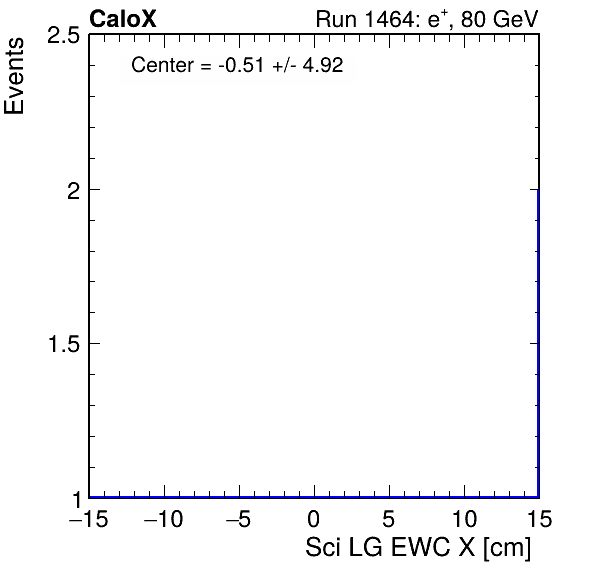 CaloX Run 1464: e⁺, 80 GeV
Center = -0.51 +/- 4.92
Events
2.5
2
1.5
1
−15 −10 −5 0 5 10 15
Sci LG EWC X [cm]